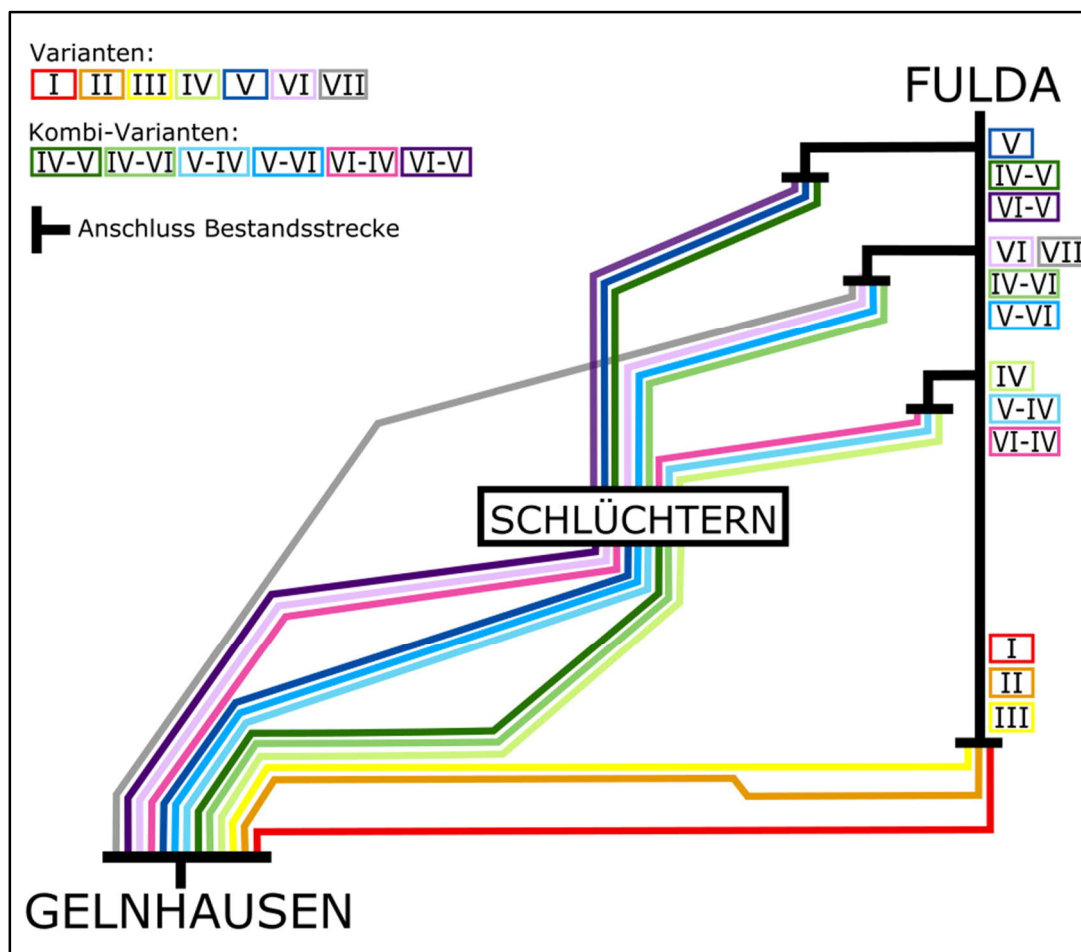 Varianten:
I II III IV V VI VII
Kombi-Varianten:
IV-V IV-VI V-IV V-VI VI-IV VI-V
Anschluss Bestandsstrecke
FULDA
V
IV-V
VI-V
VI VII
IV-VI
V-VI
IV
V-IV
VI-IV
SCHLÜCHTERN
I
II
III
GELNHAUSEN